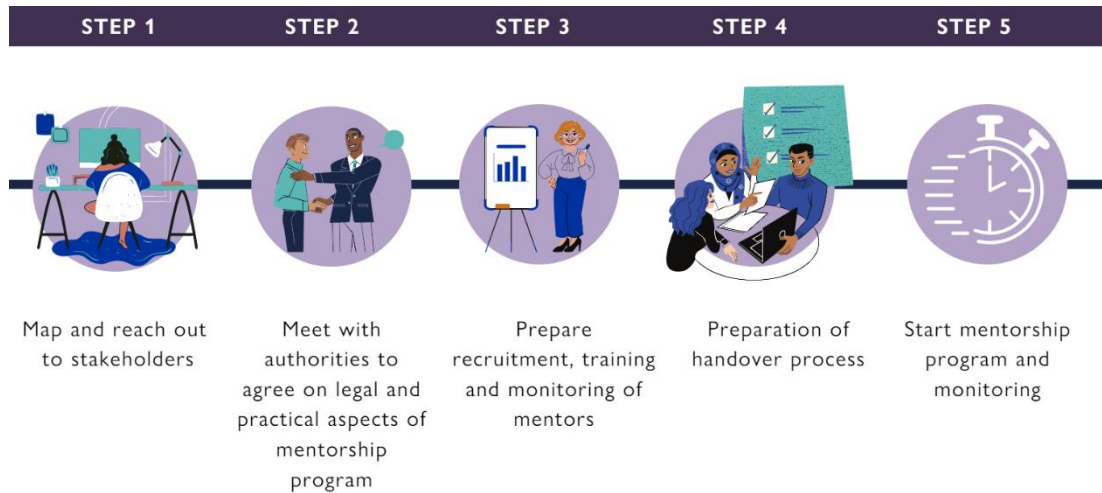 STEP 1
STEP 2
STEP 3
STEP 4
STEP 5
Map and reach out
to stakeholders
Meet with
authorities to
agree on legal and
practical aspects of
mentorship
program
Prepare
recruitment, training
and monitoring of
mentors
Preparation of
handover process
Start mentorship
program and
monitoring